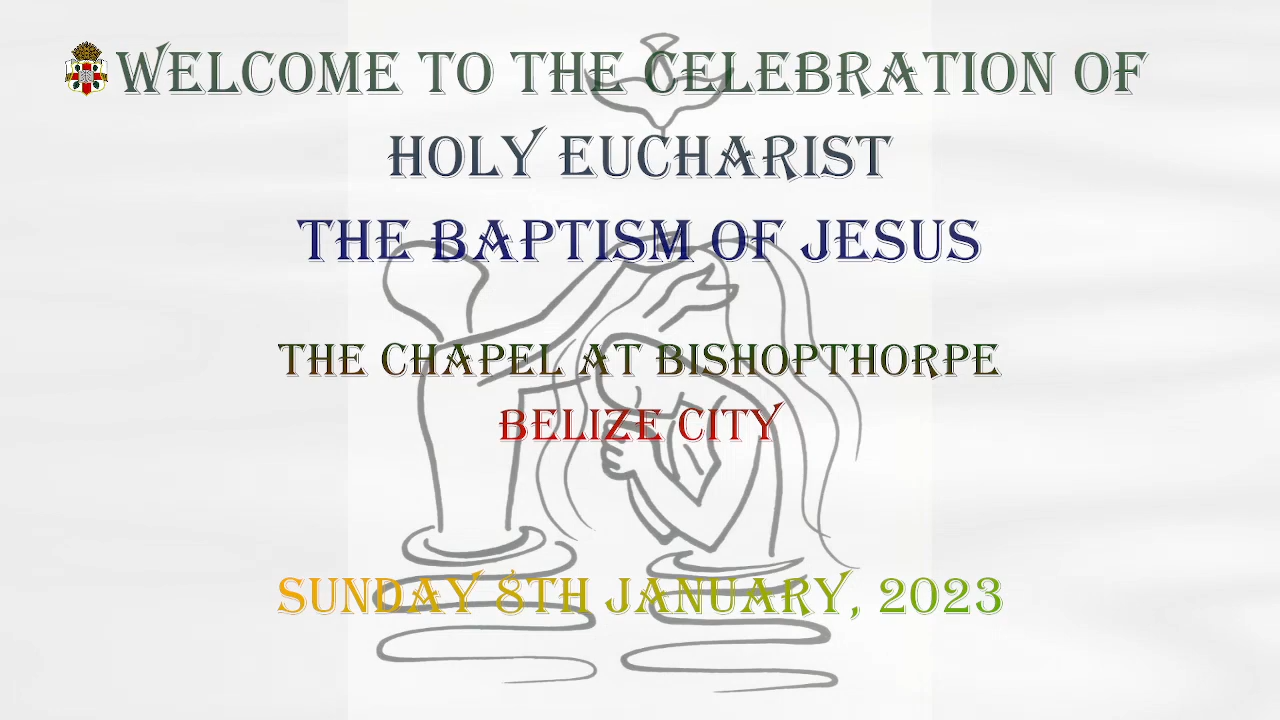 WELCOME TO THE CELEBRATION OF
HOLY EUCHARIST
THE BAPTISM OF JESUS
THE CHAPEL AT BISHOPTHORPE
BELIZE CITY
SUNDAY 8TH JANUARY, 2023